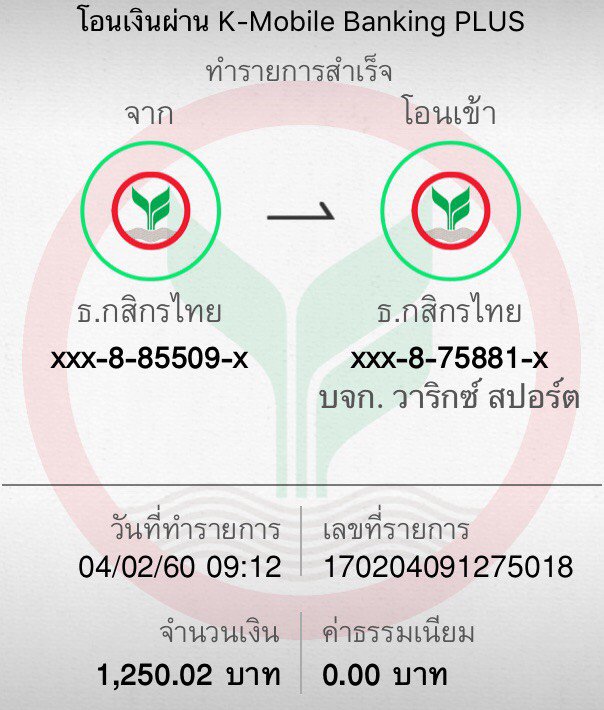 โอนเงินผ่าน K-Mobile Banking PLUS
ทำรายการสำเร็จ
จาก
โอนเข้า
ธ.กสิกรไทย
ธ.กสิกรไทย
xxx-8-85509-x
xxx-8-75881-x
บจก. วาริกซ์ สปอร์ต
วันที่ทำรายการ
เลขที่รายการ
04/02/60 09:12
170204091275018
จำนวนเงิน
ค่าธรรมเนียม
1,250.02 บาท
0.00 บาท